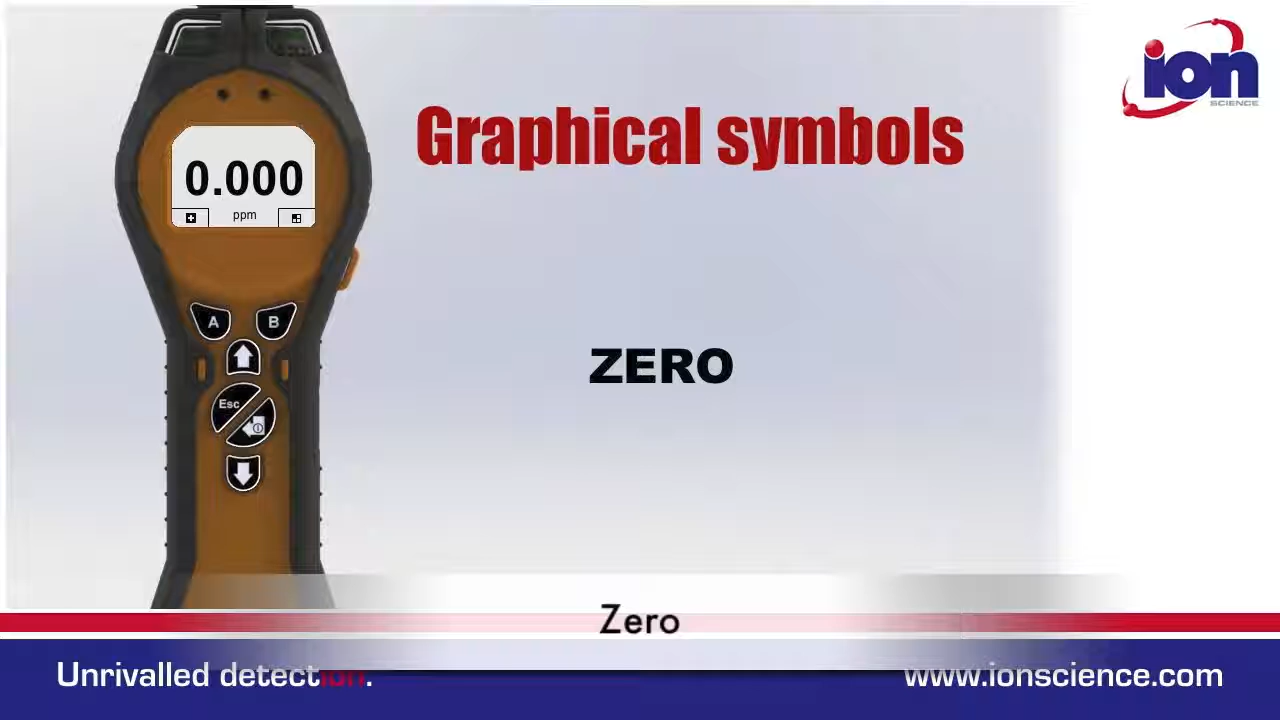 ion
SCIENCE
Graphical symbols
0.000
ppm
A
B
ZERO
Esc
Zero
Unrivalled detection.
www.ionscience.com